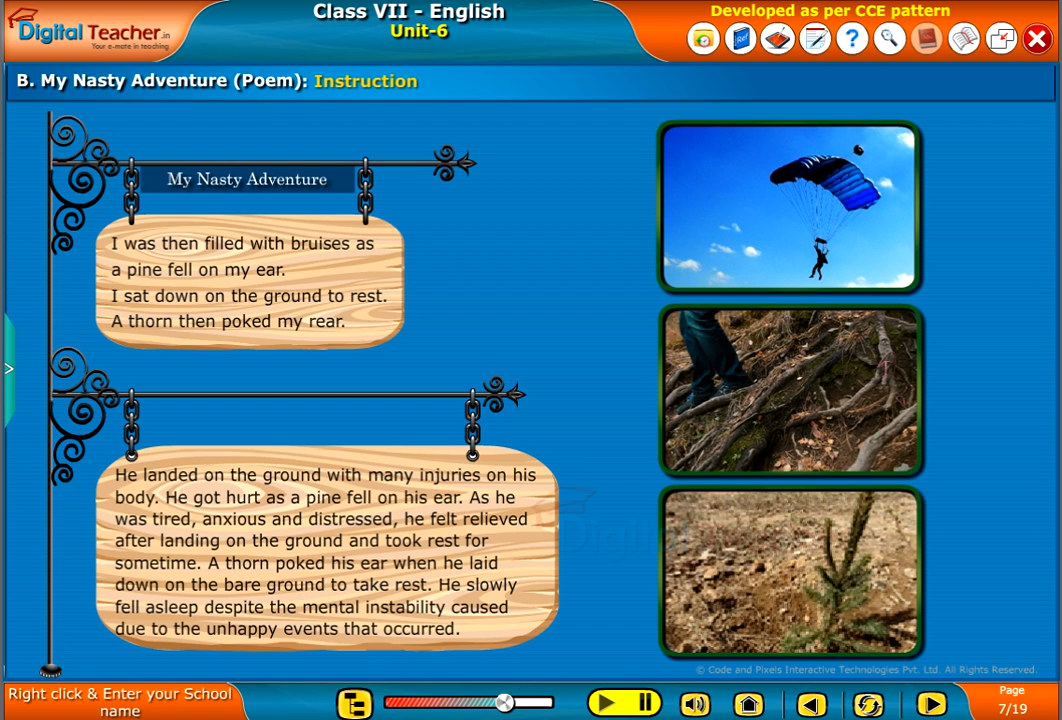 Digital Teacher.in
Your e-mate in teaching
Class VII - English
Unit-6
Developed as per CCE pattern
iRef
?
B. My Nasty Adventure (Poem): Instruction
My Nasty Adventure
I was then filled with bruises as
a pine fell on my ear.
I sat down on the ground to rest.
A thorn then poked my rear.
>
He landed on the ground with many injuries on his
body. He got hurt as a pine fell on his ear. As he
was tired, anxious and distressed, he felt relieved
after landing on the ground and took rest for
sometime. A thorn poked his ear when he laid
down on the bare ground to take rest. He slowly
fell asleep despite the mental instability caused
due to the unhappy events that occurred.
Digital
© Code and Pixels Interactive Technologies Pvt. Ltd. All Rights Reserved.
Right click & Enter your School
name
Page
7/19